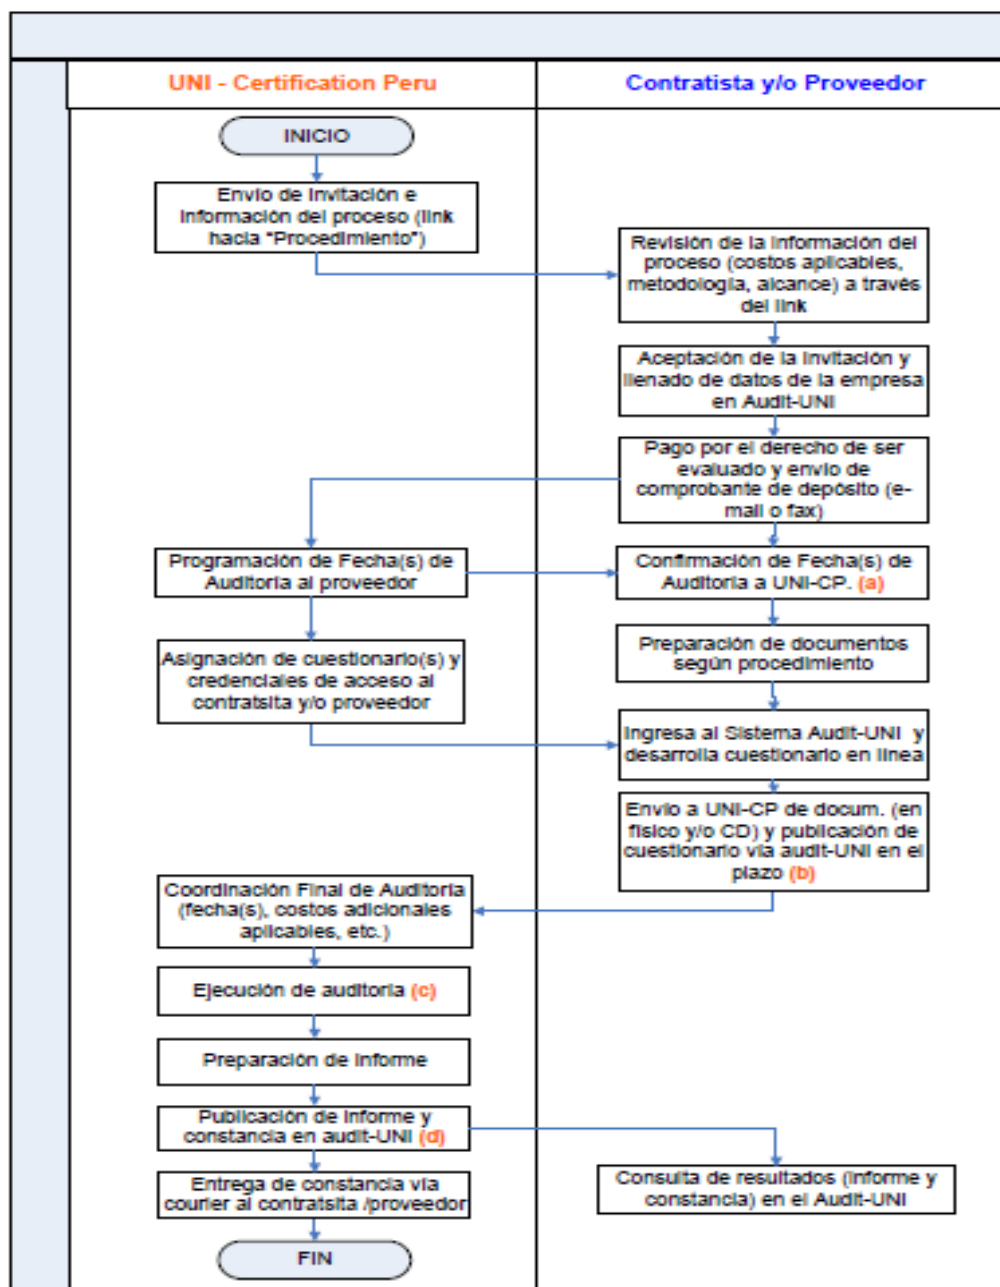 UNI - Certification Peru
Contratista y/o Proveedor
INICIO
Envío de Invitación e
Información del proceso (link
hacia "Procedimiento")
Revisión de la Información del
proceso (costos aplicables,
metodología, alcance) a través
del link
Aceptación de la Invitación y
llenado de datos de la empresa
en Audit-UNI
Pago por el derecho de ser
evaluado y envío de
comprobante de depósito (e-
mail o fax)
Programación de Fecha(s) de
Auditoria al proveedor
Confirmación de Fecha(s) de
Auditoria a UNI-CP. (a)
Asignación de cuestionario(s) y
credenciales de acceso al
contratsita y/o proveedor
Preparación de documentos
según procedimiento
Ingresa al Sistema Audit-UNI y
desarrolla cuestionario en línea
Envío a UNI-CP de docum. (en
físico y/o CD) y publicación de
cuestionario vía audit-UNI en el
plazo (b)
Coordinación Final de Auditoria
(fecha(s), costos adicionales
aplicables, etc.)
Ejecución de auditoria (c)
Preparación de Informe
Publicación de Informe y
constancia en audit-UNI (d)
Entrega de constancia vía
courier al contratsita /proveedor
Consulta de resultados (Informe y
constancia) en el Audit-UNI
FIN